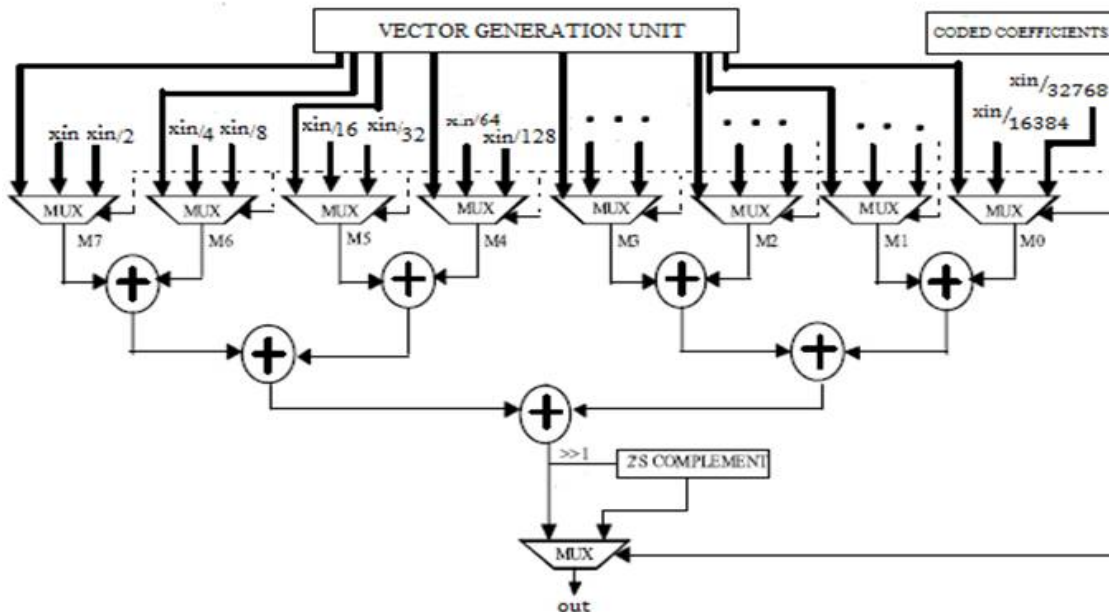 VECTOR GENERATION UNIT
CODED COEFFICIENTS
xin xin/2
xin/4 xin/8
xin/16 xin/32
xin/64
xin/128
. . .
. . .
. . .
xin/16384
xin/32768
MUX MUX MUX MUX MUX MUX MUX MUX
M7 M6 M5 M4 M3 M2 M1 M0
+ + + +
+ +
+
>>1
2'S COMPLEMENT
MUX
out